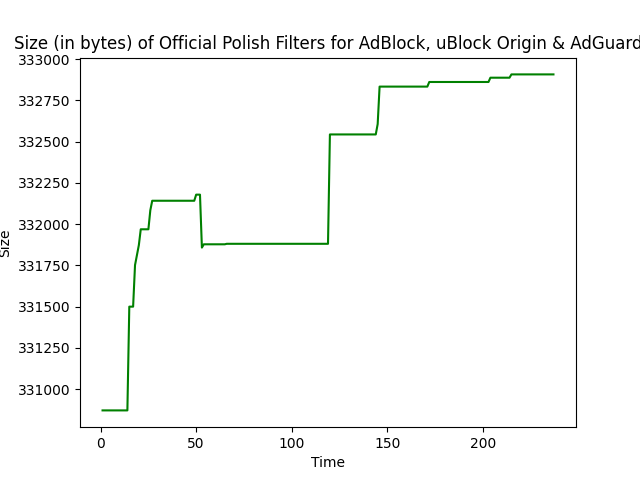 Size (in bytes) of Official Polish Filters for AdBlock, uBlock Origin & AdGuard
333000
332750
332500
332250
332000
331750
331500
331250
331000
Size
0 50 100 150 200
Time